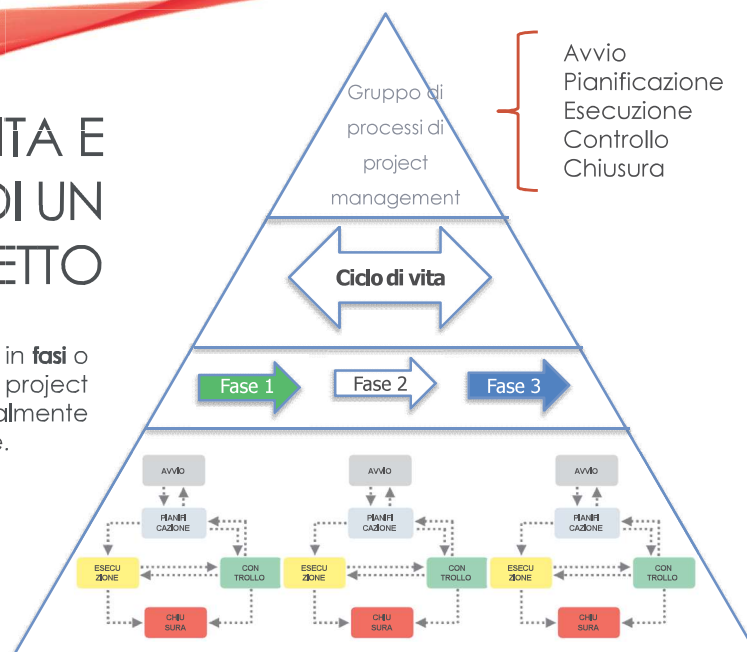 ITA E
DI UN
ETTO
in fasi o
project
almente
e.
Gruppo di
processi di
project
management
Avvio
Pianificazione
Esecuzione
Controllo
Chiusura
Ciclo di vita
Fase 1
Fase 2
Fase 3
AVVIO
PIANIFI
CAZIONE
ESECU
ZIONE
CON
TROLLO
CHIU
SURA
AVVIO
PIANIFI
CAZIONE
ESECU
ZIONE
CON
TROLLO
CHIU
SURA
AVVIO
PIANIFI
CAZIONE
ESECU
ZIONE
CON
TROLLO
CHIU
SURA